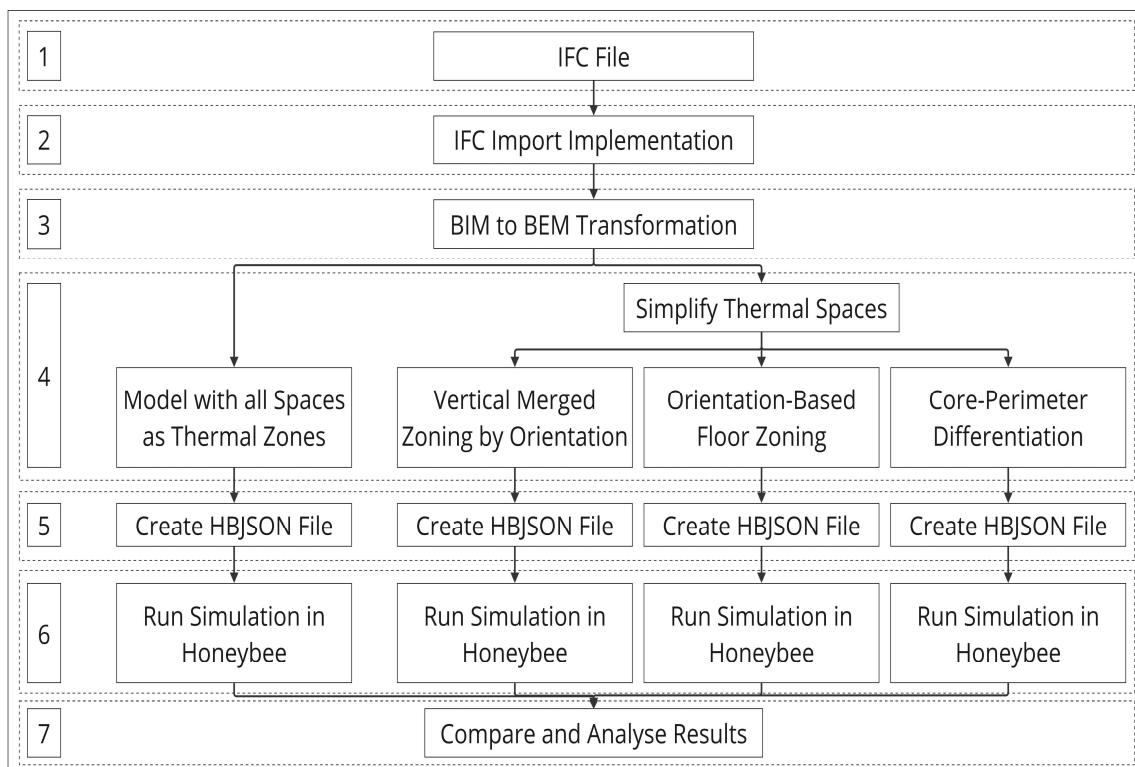 1
IFC File
2
IFC Import Implementation
3
BIM to BEM Transformation
4
Simplify Thermal Spaces
Model with all Spaces
as Thermal Zones
Vertical Merged
Zoning by Orientation
Orientation-Based
Floor Zoning
Core-Perimeter
Differentiation
5
Create HBJSON File
Create HBJSON File
Create HBJSON File
Create HBJSON File
6
Run Simulation in
Honeybee
Run Simulation in
Honeybee
Run Simulation in
Honeybee
Run Simulation in
Honeybee
7
Compare and Analyse Results